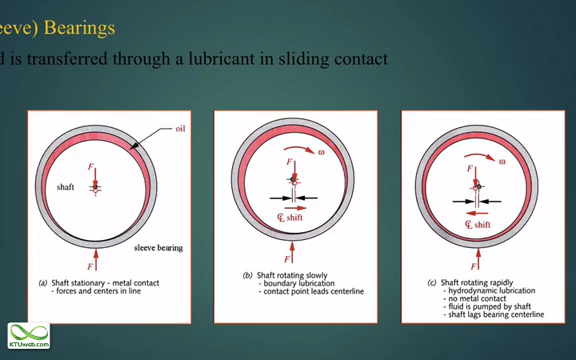 eeve) Bearings
d is transferred through a lubricant in sliding contact
oil
F
shaft
sleeve bearing
F
(a) Shaft stationary - metal contact
- forces and centers in line
ω
F
℄ shift
F
(b) Shaft rotating slowly
- boundary lubrication
- contact point leads centerline
ω
F
℄ shift
F
(c) Shaft rotating rapidly
- hydrodynamic lubrication
- no metal contact
- fluid is pumped by shaft
- shaft lags bearing centerline
KTUweb.com